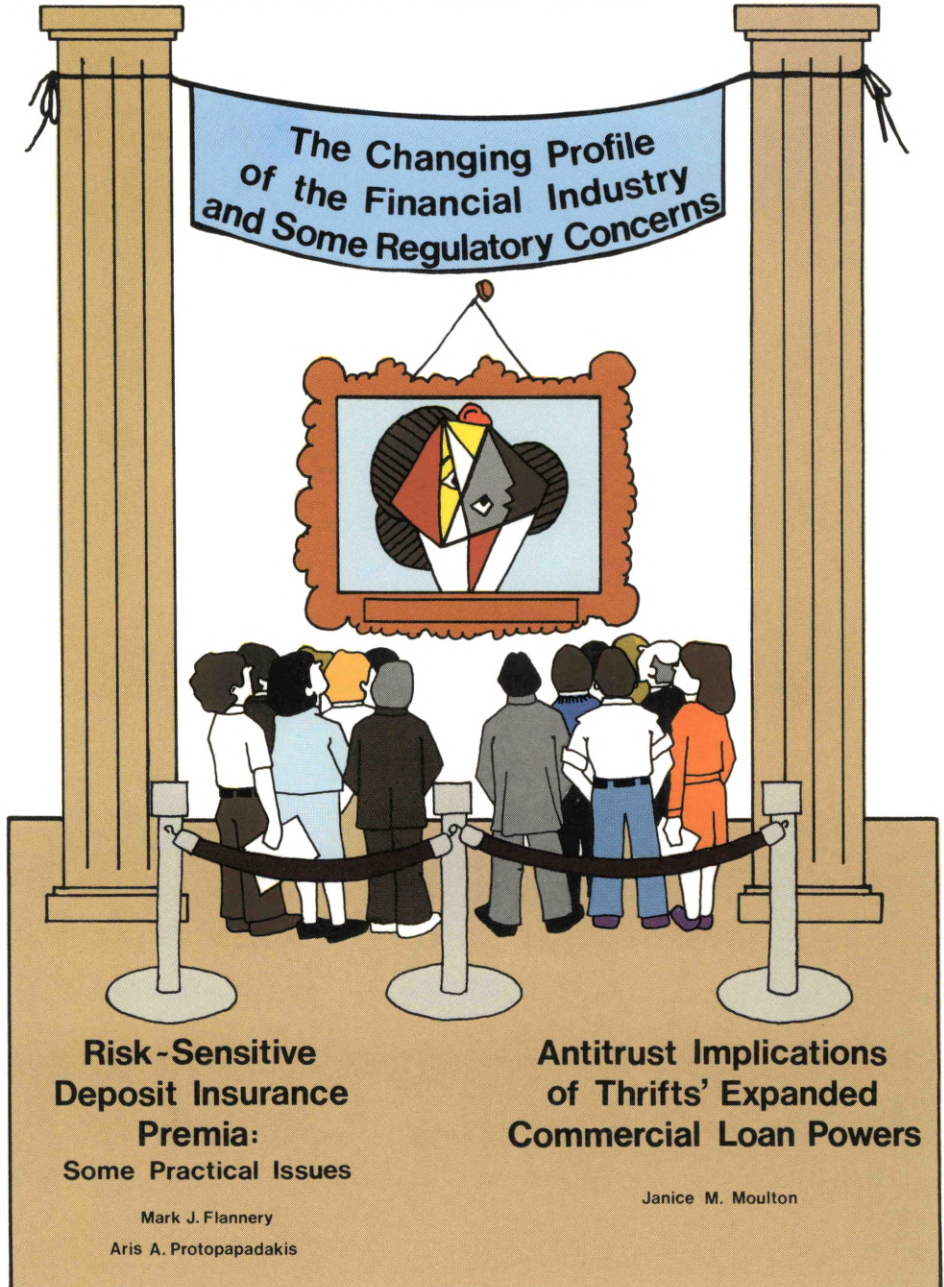 The Changing Profile
of the Financial Industry
and Some Regulatory Concerns
Risk-Sensitive
Deposit Insurance
Premia:
Some Practical Issues
Mark J. Flannery
Aris A. Protopapadakis
Antitrust Implications
of Thrifts' Expanded
Commercial Loan Powers
Janice M. Moulton